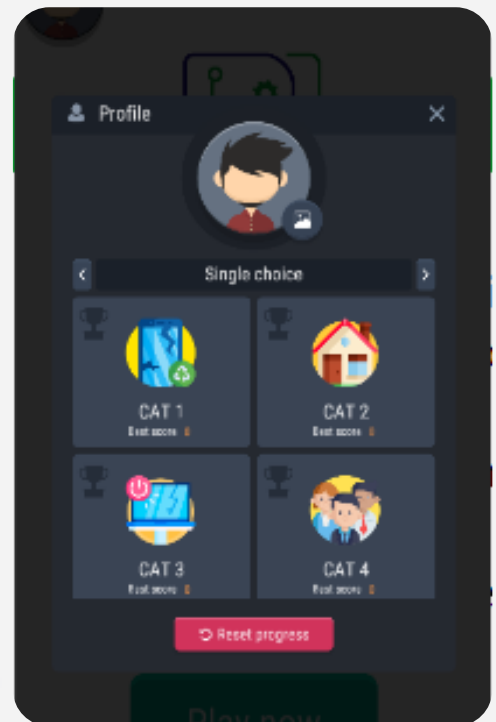 Profile
Single choice
CAT 1
CAT 2
Best score 0
Best score 0
CAT 3
CAT 4
Best score 0
Best score 0
Reset progress
Play now